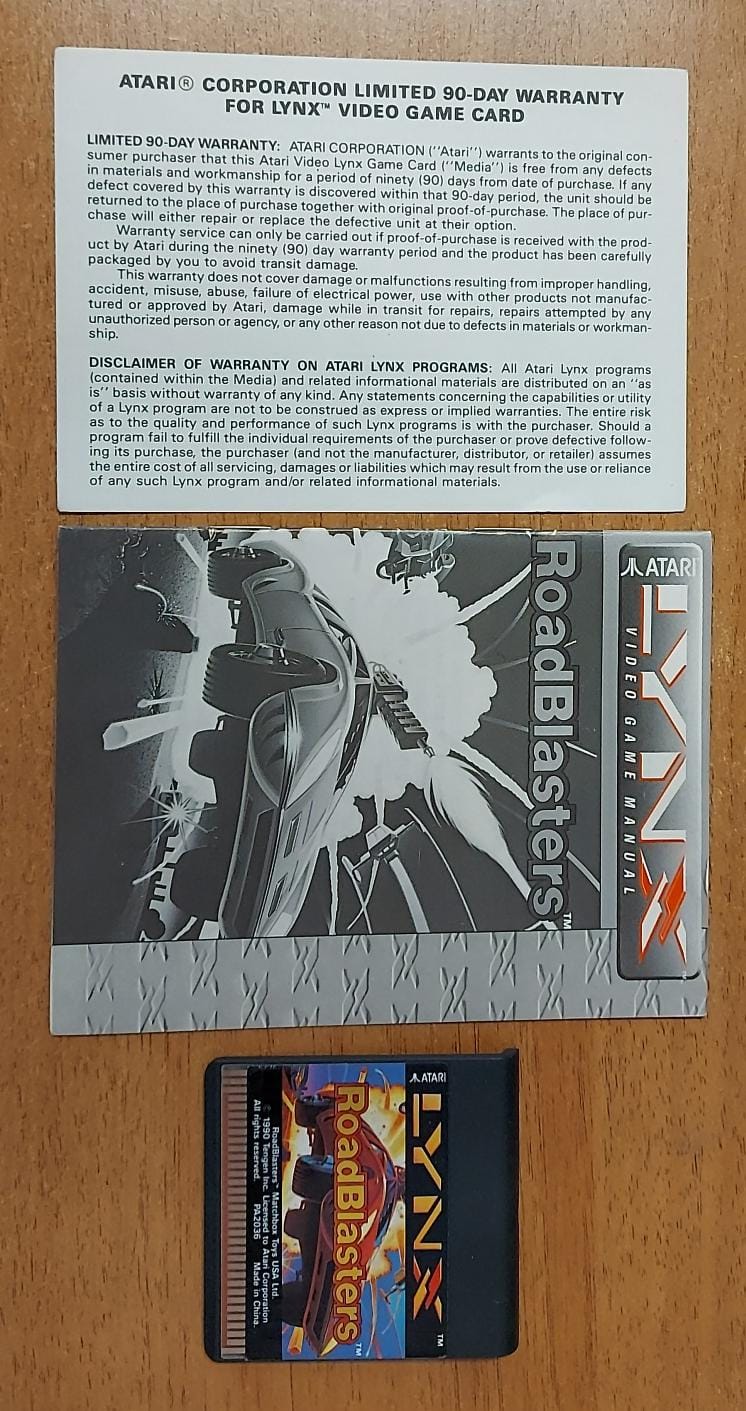 ATARI® CORPORATION LIMITED 90-DAY WARRANTY
FOR LYNX™ VIDEO GAME CARD
LIMITED 90-DAY WARRANTY: ATARI CORPORATION (''Atari'') warrants to the original con-
sumer purchaser that this Atari Video Lynx Game Card (''Media'') is free from any defects
in materials and workmanship for a period of ninety (90) days from date of purchase. If any
defect covered by this warranty is discovered within that 90-day period, the unit should be
returned to the place of purchase together with original proof-of-purchase. The place of pur-
chase will either repair or replace the defective unit at their option.
Warranty service can only be carried out if proof-of-purchase is received with the prod-
uct by Atari during the ninety (90) day warranty period and the product has been carefully
packaged by you to avoid transit damage.
This warranty does not cover damage or malfunctions resulting from improper handling,
accident, misuse, abuse, failure of electrical power, use with other products not manufac-
tured or approved by Atari, damage while in transit for repairs, repairs attempted by any
unauthorized person or agency, or any other reason not due to defects in materials or workman-
ship.
DISCLAIMER OF WARRANTY ON ATARI LYNX PROGRAMS: All Atari Lynx programs
(contained within the Media) and related informational materials are distributed on an ''as
is'' basis without warranty of any kind. Any statements concerning the capabilities or utility
of a Lynx program are not to be construed as express or implied warranties. The entire risk
as to the quality and performance of such Lynx programs is with the purchaser. Should a
program fail to fulfill the individual requirements of the purchaser or prove defective follow-
ing its purchase, the purchaser (and not the manufacturer, distributor, or retailer) assumes
the entire cost of all servicing, damages or liabilities which may result from the use or reliance
of any such Lynx program and/or related informational materials.
ATARI
LYNX
VIDEO GAME MANUAL
RoadBlasters™
ATARI
LYNX™
RoadBlasters™
RoadBlasters™ Matchbox Toys USA Ltd.
© 1990 Tengen Inc. Licensed to Atari Corporation
All rights reserved. PA2036 Made in China.